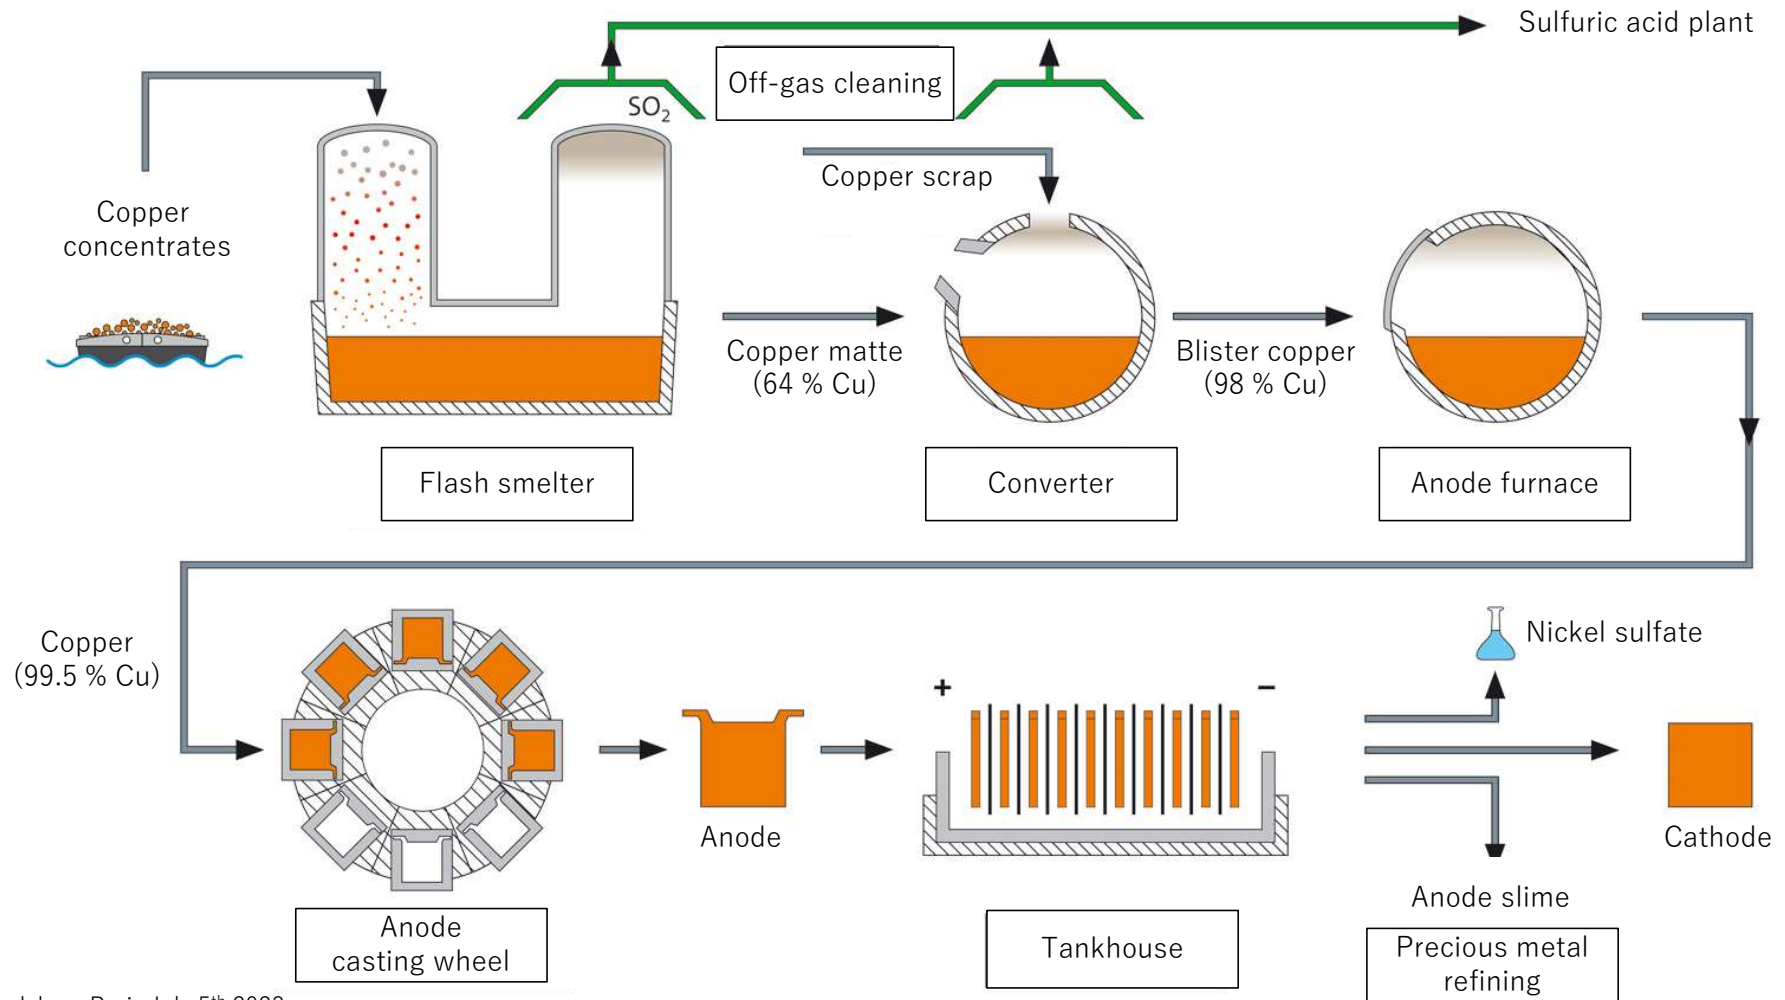 Sulfuric acid plant
Off-gas cleaning
SO₂
Copper scrap
Copper
concentrates
Copper matte
(64 % Cu)
Blister copper
(98 % Cu)
Flash smelter
Converter
Anode furnace
Copper
(99.5 % Cu)
Nickel sulfate
+
–
Anode
Cathode
Anode slime
Anode
casting wheel
Tankhouse
Precious metal
refining